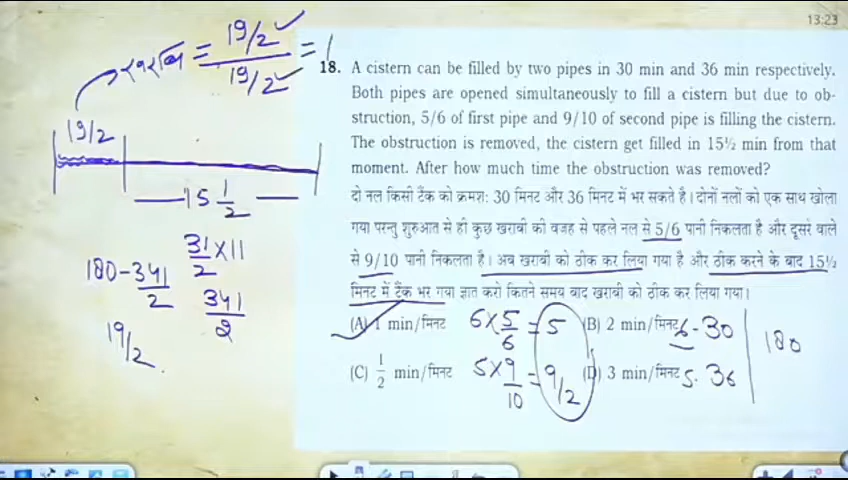 13:23
खराबी = 19/2 / 19/2 = 1
18. A cistern can be filled by two pipes in 30 min and 36 min respectively.
Both pipes are opened simultaneously to fill a cistern but due to ob-
struction, 5/6 of first pipe and 9/10 of second pipe is filling the cistern.
The obstruction is removed, the cistern get filled in 15½ min from that
moment. After how much time the obstruction was removed?
दो नल किसी टैंक को क्रमश: 30 मिनट और 36 मिनट में भर सकते है। दोनों नलों को एक साथ खोला
गया परन्तु शुरुआत से ही कुछ खराबी की वजह से पहले नल से 5/6 पानी निकलता है और दूसरे वाले
से 9/10 पानी निकलता है। अब खराबी को ठीक कर लिया गया है और ठीक करने के बाद 15½
मिनट में टैंक भर गया ज्ञात करो कितने समय बाद खराबी को ठीक कर लिया गया।
(A) 1 min/मिनट (B) 2 min/मिनट
(C) 1/2 min/मिनट (D) 3 min/मिनट
19/2
15 1/2
31/2 × 11
180 - 341/2
341/2
19/2
6 × 5/6 = 5
5 × 9/10 = 9/2
6 - 30
5. 36
180